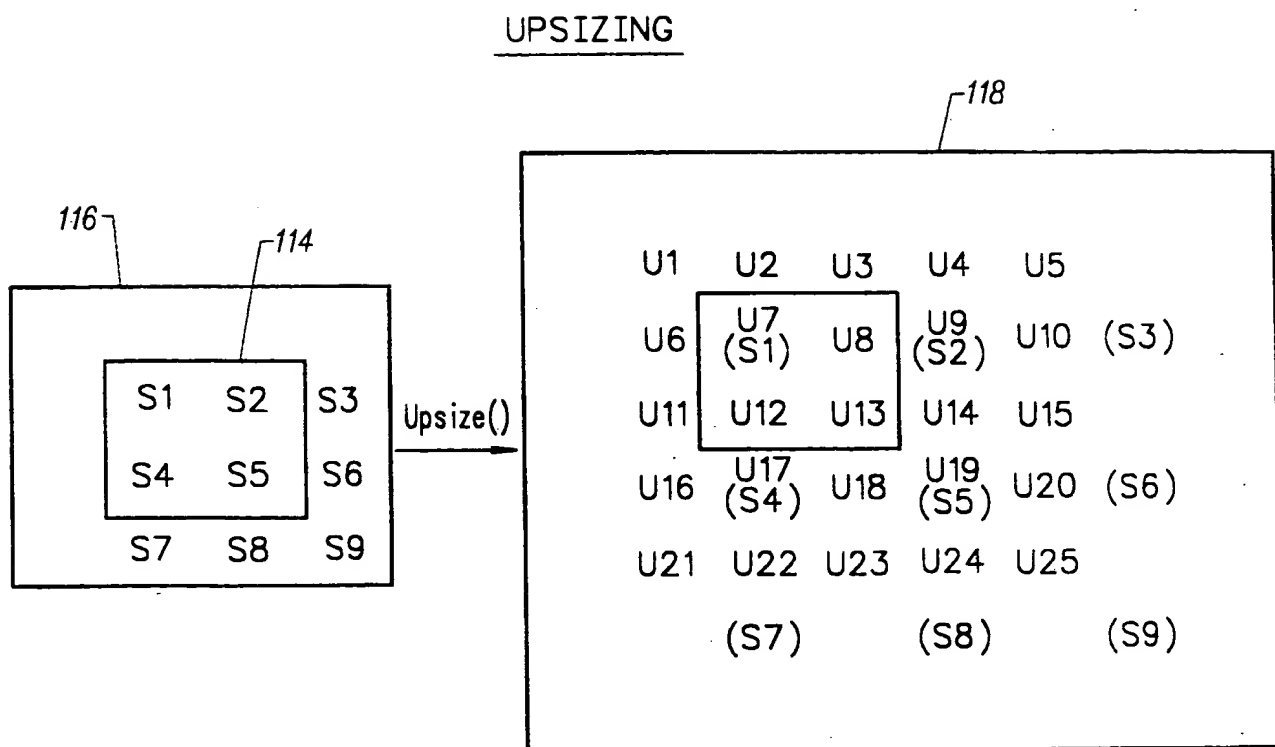 UPSIZING
118
116
114
U1 U2 U3 U4 U5
U6 U7 U8 U9 U10 (S3)
(S1) (S2)
S1 S2 S3
Upsize()
U11 U12 U13 U14 U15
S4 S5 S6
U16 U17 U18 U19 U20 (S6)
(S4) (S5)
S7 S8 S9
U21 U22 U23 U24 U25
(S7) (S8) (S9)